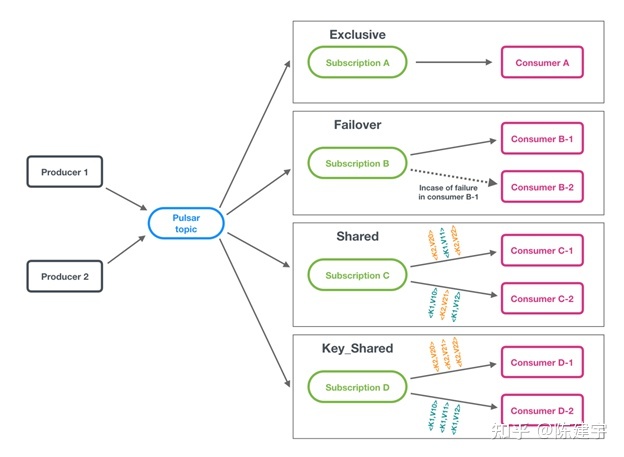 Exclusive
Subscription A
Consumer A
Failover
Subscription B
Consumer B-1
Consumer B-2
Incase of failure
in consumer B-1
Producer 1
Producer 2
Pulsar
topic
Shared
Subscription C
<K2,V20>
<K1,V11>
<K2,V22>
Consumer C-1
<K1,V10>
<K2,V21>
<K1,V12>
Consumer C-2
Key_Shared
Subscription D
<K2,V20>
<K2,V21>
<K2,V22>
Consumer D-1
<K1,V10>
<K1,V11>
<K1,V12>
Consumer D-2
知乎 @陈建宇